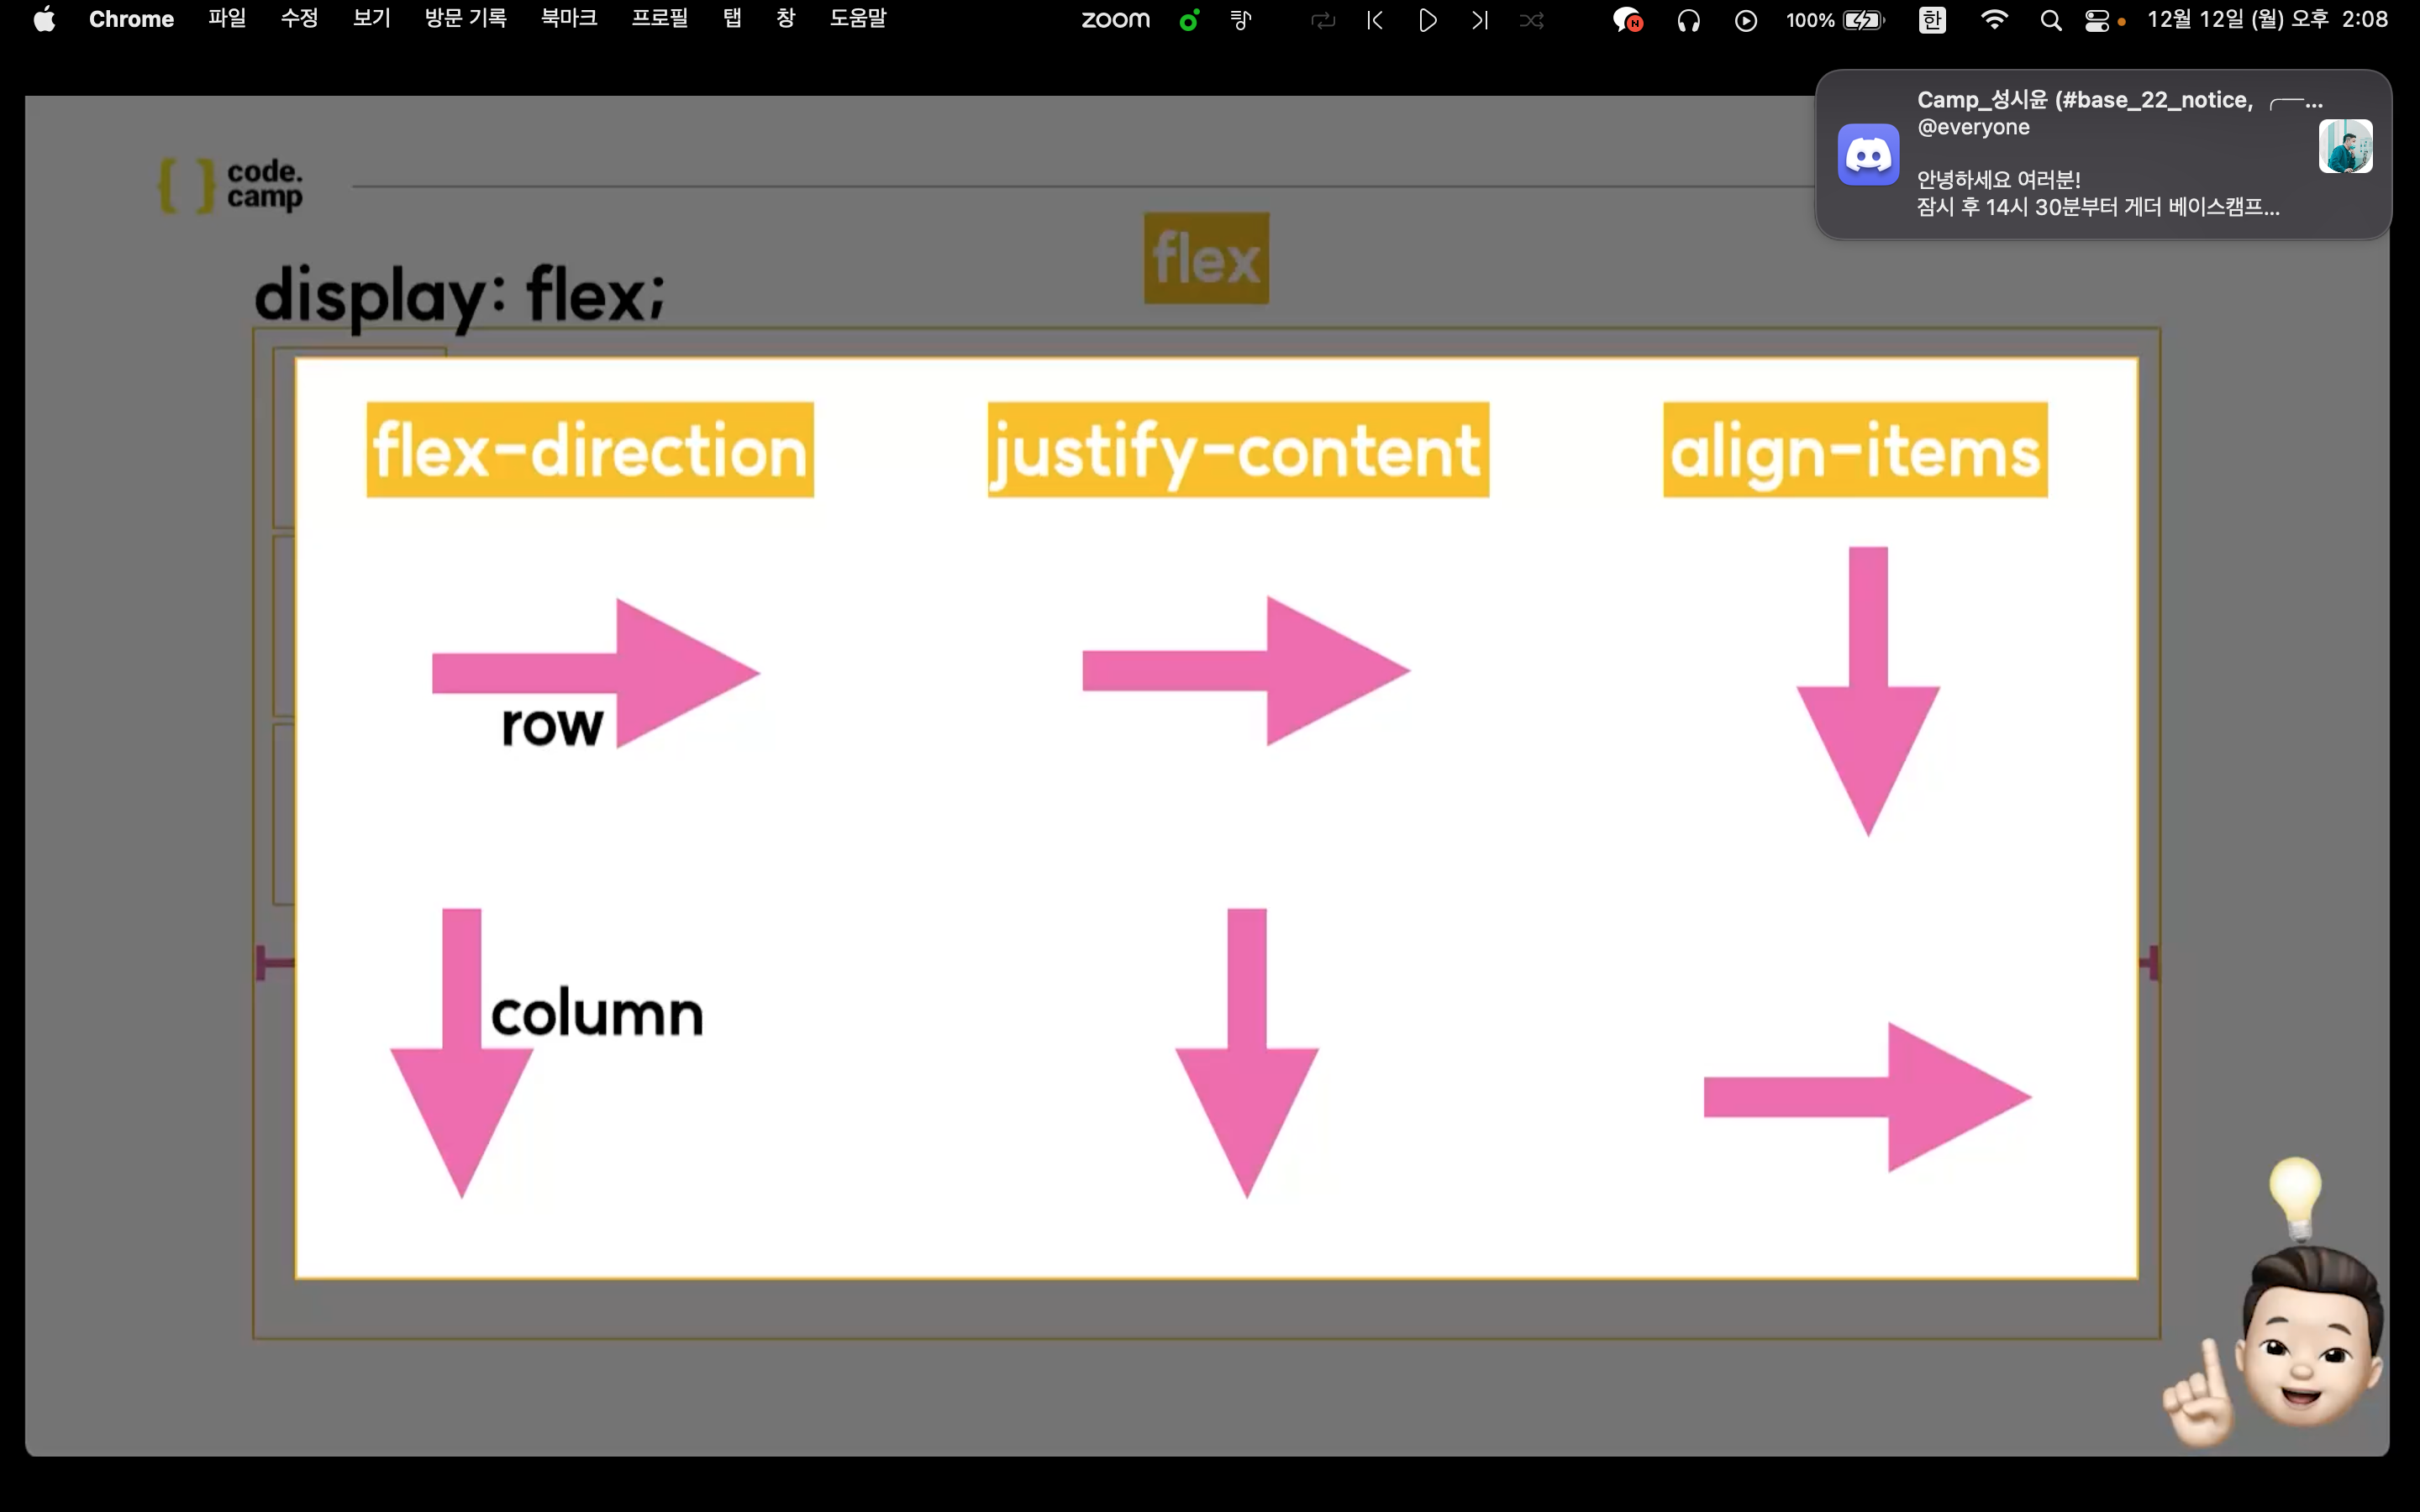 Chrome 파일 수정 보기 방문 기록 북마크 프로필 탭 창 도움말 zoom 100% 한 12월 12일 (월) 오후 2:08
Camp_성시윤 (#base_22_notice, ╭──...
@everyone
안녕하세요 여러분!
잠시 후 14시 30분부터 게더 베이스캠프...
{ } code.
camp
flex
display: flex;
flex-direction justify-content align-items
row
column